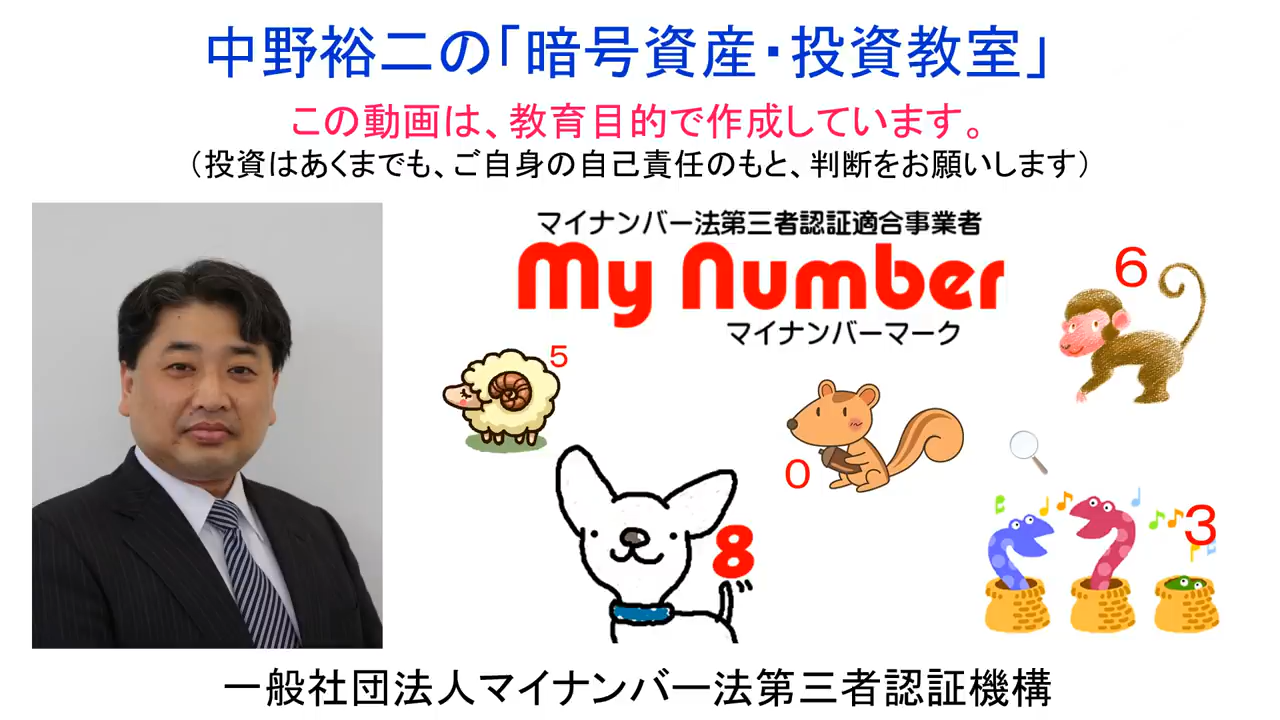 中野裕二の「暗号資産・投資教室」
この動画は、教育目的で作成しています。
（投資はあくまでも、ご自身の自己責任のもと、判断をお願いします）
マイナンバー法第三者認証適合事業者
My Number
マイナンバーマーク
6
5
0
3
8
一般社団法人マイナンバー法第三者認証機構